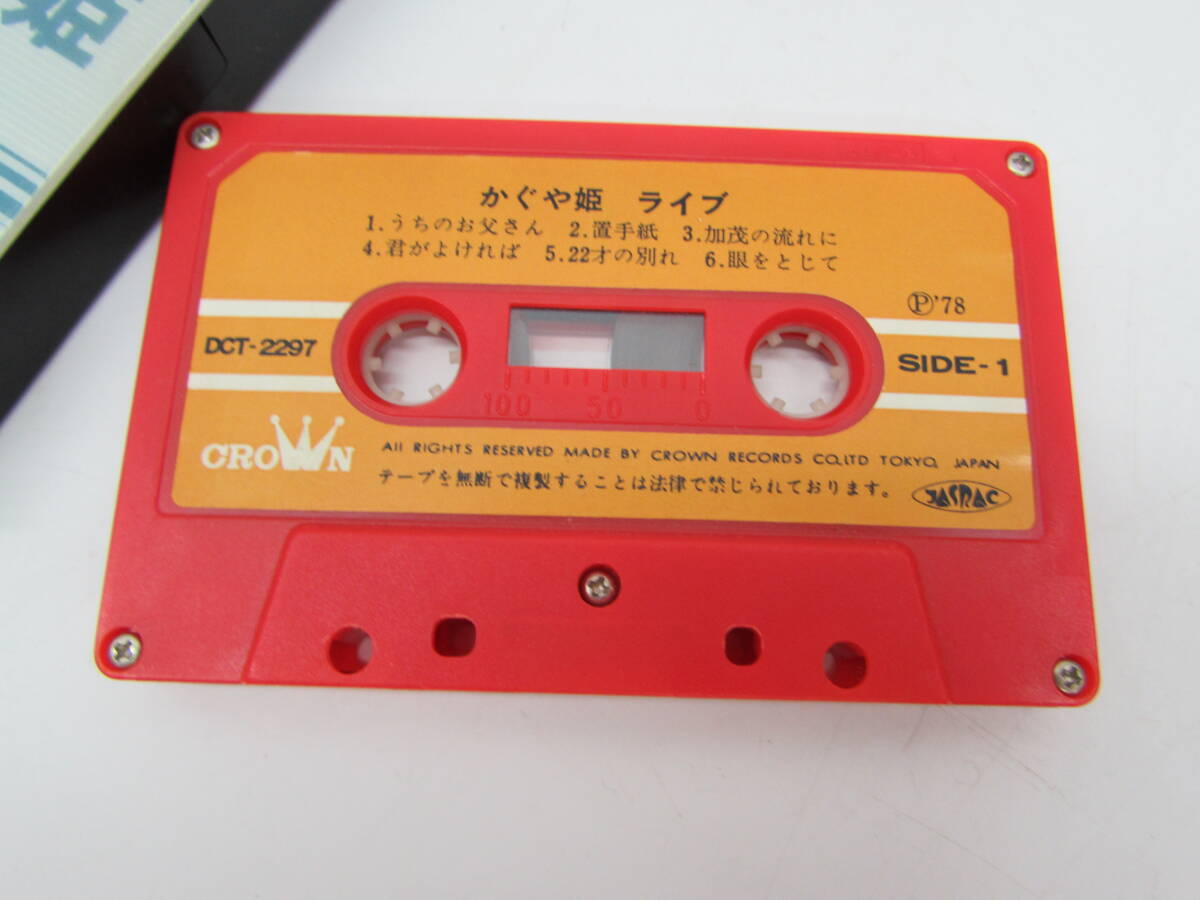 姫
かぐや姫 ライブ
1.うちのお父さん 2.置手紙 3.加茂の流れに
4.君がよければ 5.22才の別れ 6.眼をとじて
Ⓟ'78
DCT-2297
SIDE-1
100 50 0
CROWN
All RIGHTS RESERVED MADE BY CROWN RECORDS CO.,LTD TOKYO, JAPAN
テープを無断で複製することは法律で禁じられております。
JASRAC